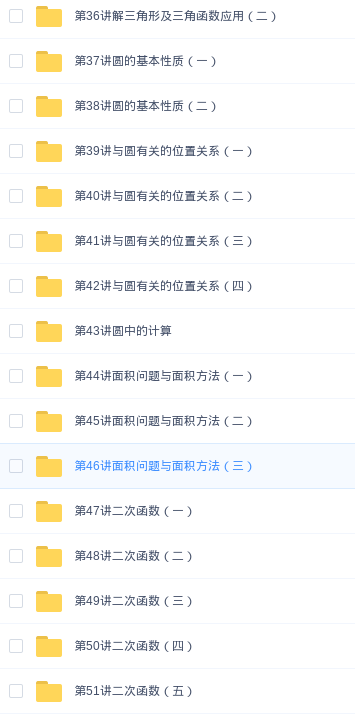 第36讲解三角形及三角函数应用（二）
第37讲圆的基本性质（一）
第38讲圆的基本性质（二）
第39讲与圆有关的位置关系（一）
第40讲与圆有关的位置关系（二）
第41讲与圆有关的位置关系（三）
第42讲与圆有关的位置关系（四）
第43讲圆中的计算
第44讲面积问题与面积方法（一）
第45讲面积问题与面积方法（二）
第46讲面积问题与面积方法（三）
第47讲二次函数（一）
第48讲二次函数（二）
第49讲二次函数（三）
第50讲二次函数（四）
第51讲二次函数（五）